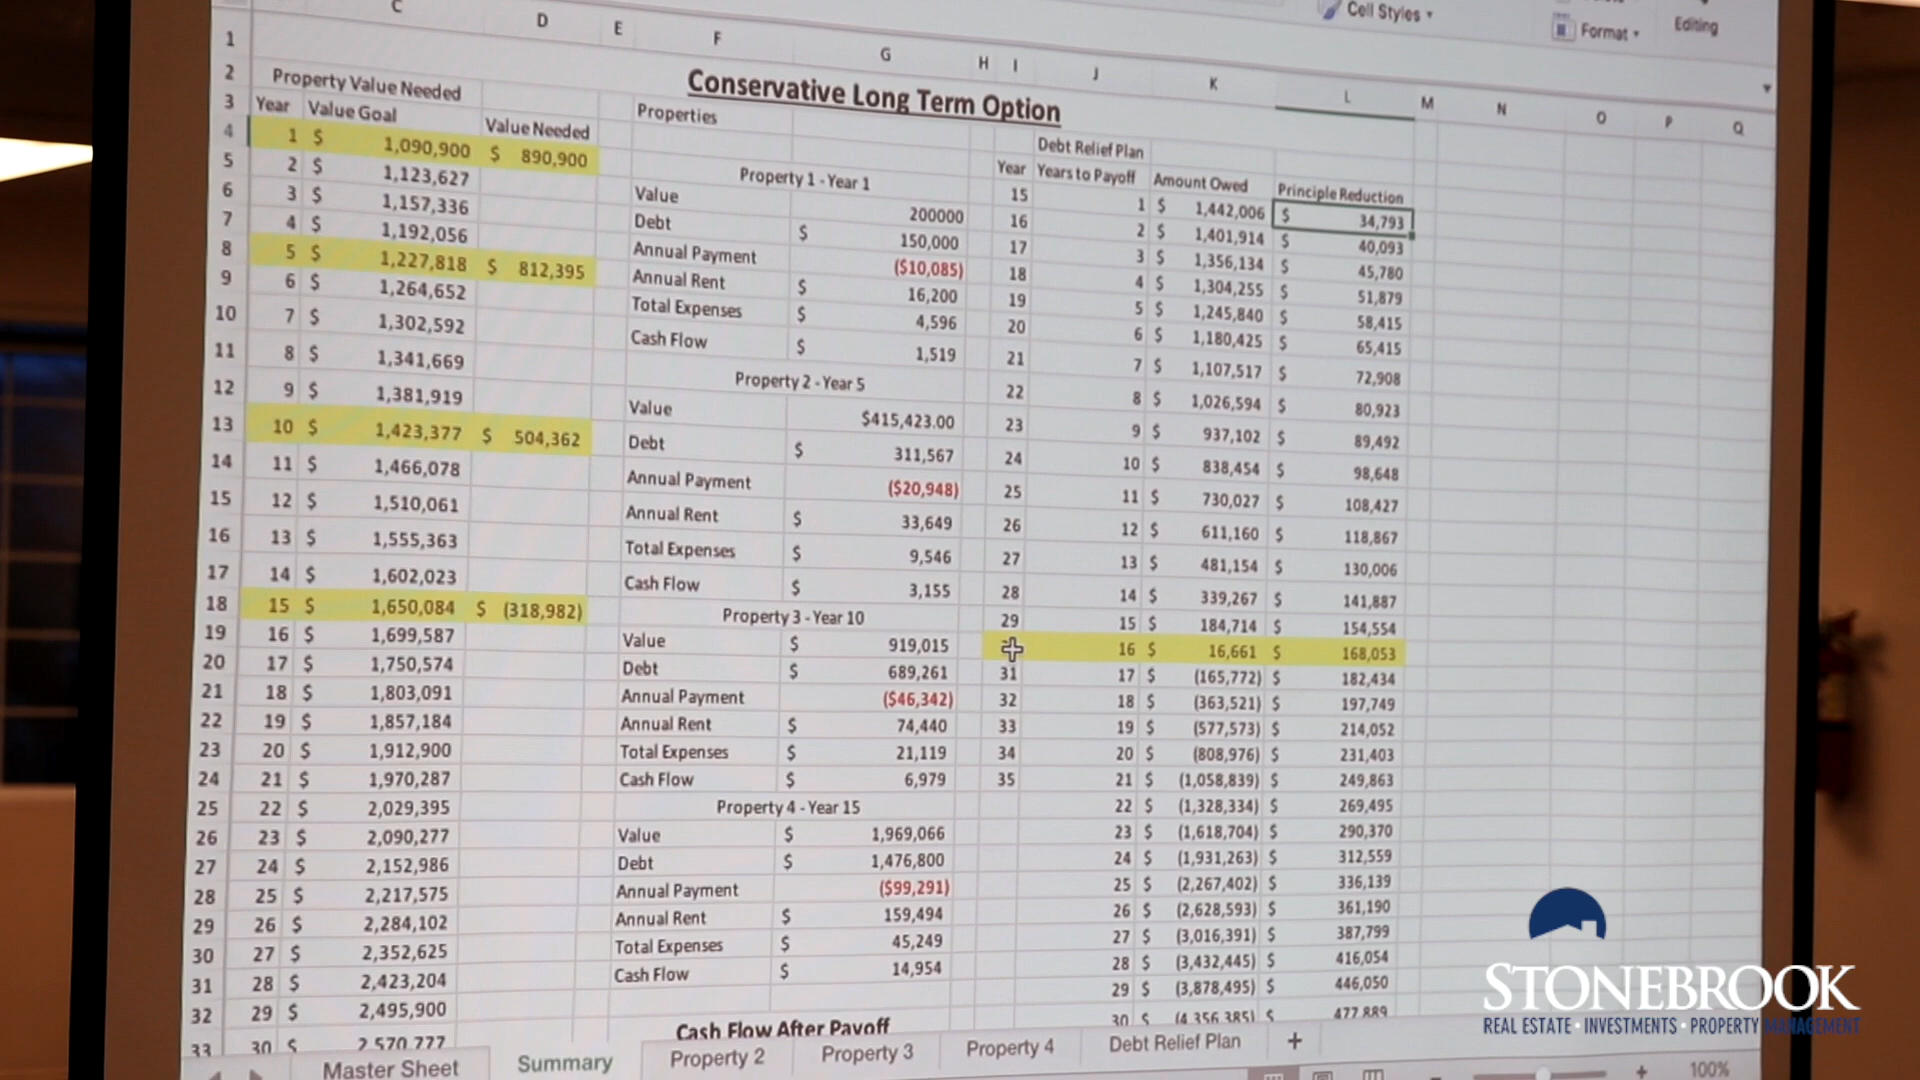 Cell Styles
Format
Editing
C D E F G H I J K L M N O P Q
Conservative Long Term Option
Property Value Needed
Year Value Goal Value Needed
Properties
Debt Relief Plan
Year Years to Payoff Amount Owed Principle Reduction
1
2
3
4 1 $ 1,090,900 $ 890,900
5 2 $ 1,123,627
6 3 $ 1,157,336
7 4 $ 1,192,056
8 5 $ 1,227,818 $ 812,395
9 6 $ 1,264,652
10 7 $ 1,302,592
11 8 $ 1,341,669
12 9 $ 1,381,919
13 10 $ 1,423,377 $ 504,362
14 11 $ 1,466,078
15 12 $ 1,510,061
16 13 $ 1,555,363
17 14 $ 1,602,023
18 15 $ 1,650,084 $ (318,982)
19 16 $ 1,699,587
20 17 $ 1,750,574
21 18 $ 1,803,091
22 19 $ 1,857,184
23 20 $ 1,912,900
24 21 $ 1,970,287
25 22 $ 2,029,395
26 23 $ 2,090,277
27 24 $ 2,152,986
28 25 $ 2,217,575
29 26 $ 2,284,102
30 27 $ 2,352,625
31 28 $ 2,423,204
32 29 $ 2,495,900
33 30 $ 2,570,777
Property 1 - Year 1
Value 200000
Debt $ 150,000
Annual Payment ($10,085)
Annual Rent $ 16,200
Total Expenses $ 4,596
Cash Flow $ 1,519
Property 2 - Year 5
Value $415,423.00
Debt $ 311,567
Annual Payment ($20,948)
Annual Rent $ 33,649
Total Expenses $ 9,546
Cash Flow $ 3,155
Property 3 - Year 10
Value $ 919,015
Debt $ 689,261
Annual Payment ($46,342)
Annual Rent $ 74,440
Total Expenses $ 21,119
Cash Flow $ 6,979
Property 4 - Year 15
Value $ 1,969,066
Debt $ 1,476,800
Annual Payment ($99,291)
Annual Rent $ 159,494
Total Expenses $ 45,249
Cash Flow $ 14,954
Cash Flow After Payoff
15 1 $ 1,442,006 $ 34,793
16 2 $ 1,401,914 $ 40,093
17 3 $ 1,356,134 $ 45,780
18 4 $ 1,304,255 $ 51,879
19 5 $ 1,245,840 $ 58,415
20 6 $ 1,180,425 $ 65,415
21 7 $ 1,107,517 $ 72,908
22 8 $ 1,026,594 $ 80,923
23 9 $ 937,102 $ 89,492
24 10 $ 838,454 $ 98,648
25 11 $ 730,027 $ 108,427
26 12 $ 611,160 $ 118,867
27 13 $ 481,154 $ 130,006
28 14 $ 339,267 $ 141,887
29 15 $ 184,714 $ 154,554
16 $ 16,661 $ 168,053
31 17 $ (165,772) $ 182,434
32 18 $ (363,521) $ 197,749
33 19 $ (577,573) $ 214,052
34 20 $ (808,976) $ 231,403
35 21 $ (1,058,839) $ 249,863
22 $ (1,328,334) $ 269,495
23 $ (1,618,704) $ 290,370
24 $ (1,931,263) $ 312,559
25 $ (2,267,402) $ 336,139
26 $ (2,628,593) $ 361,190
27 $ (3,016,391) $ 387,799
28 $ (3,432,445) $ 416,054
29 $ (3,878,495) $ 446,050
30 $ (4,356,385) $ 477,889
Master Sheet Summary Property 2 Property 3 Property 4 Debt Relief Plan +
100%
STONEBROOK
REAL ESTATE · INVESTMENTS · PROPERTY MANAGEMENT